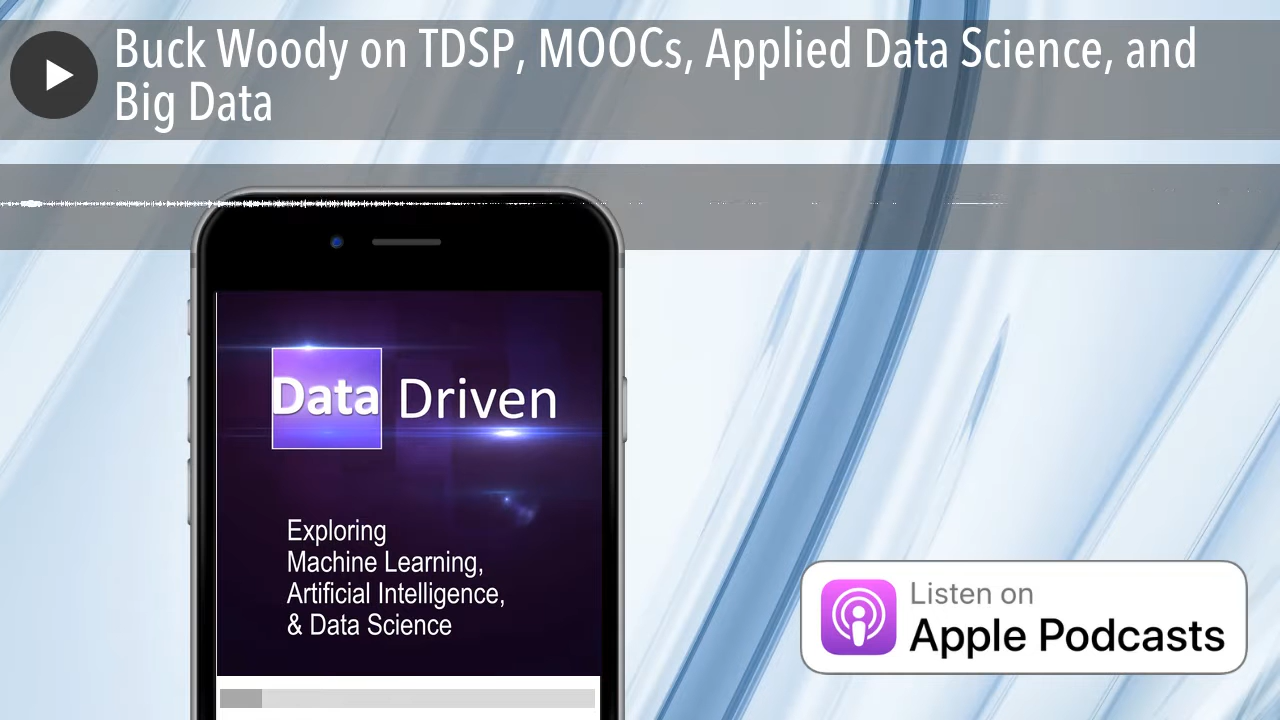 Buck Woody on TDSP, MOOCs, Applied Data Science, and
Big Data
Data Driven
Exploring
Machine Learning,
Artificial Intelligence,
& Data Science
Listen on
Apple Podcasts